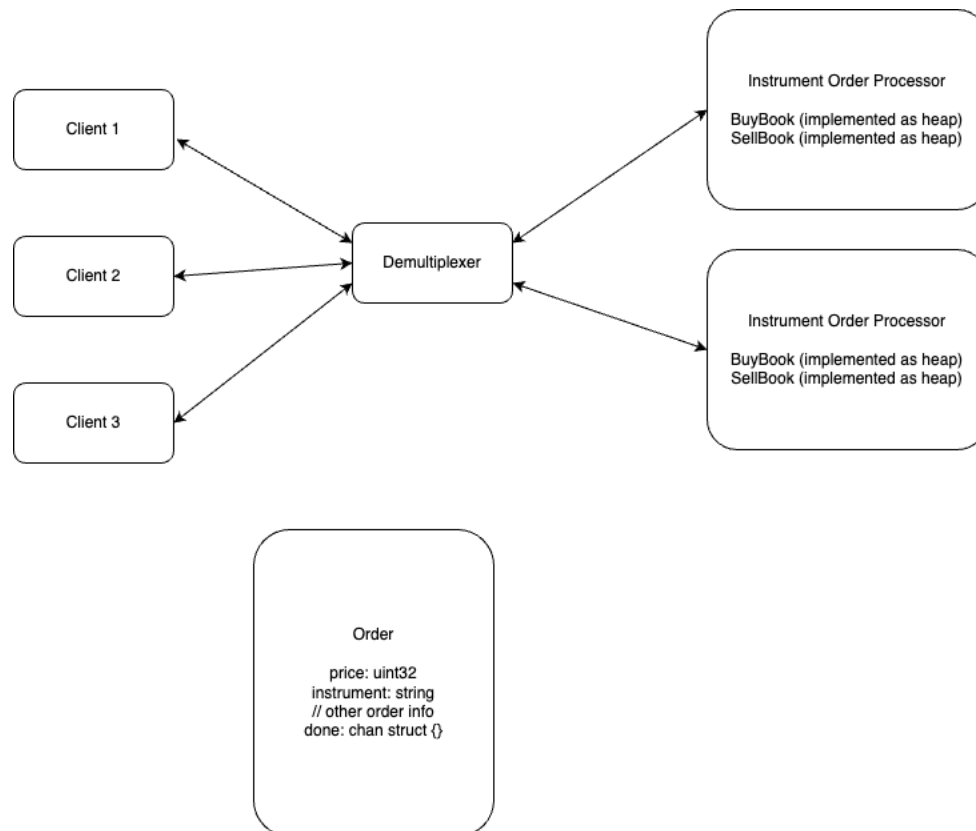 Client 1
Client 2
Client 3
Demultiplexer
Instrument Order Processor
BuyBook (implemented as heap)
SellBook (implemented as heap)
Instrument Order Processor
BuyBook (implemented as heap)
SellBook (implemented as heap)
Order
price: uint32
instrument: string
// other order info
done: chan struct {}